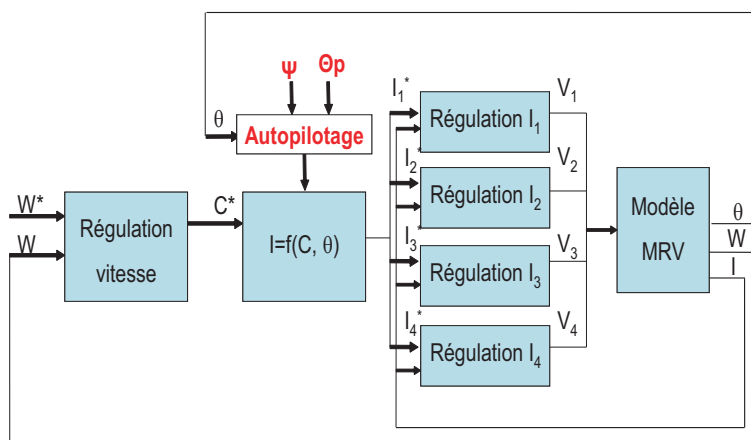 Ψ Θp
θ
Autopilotage
W*
W
Régulation
vitesse
C*
I=f(C, θ)
I1*
Régulation I1
V1
I2*
Régulation I2
V2
I3*
Régulation I3
V3
I4*
Régulation I4
V4
Modèle
MRV
θ
W
I